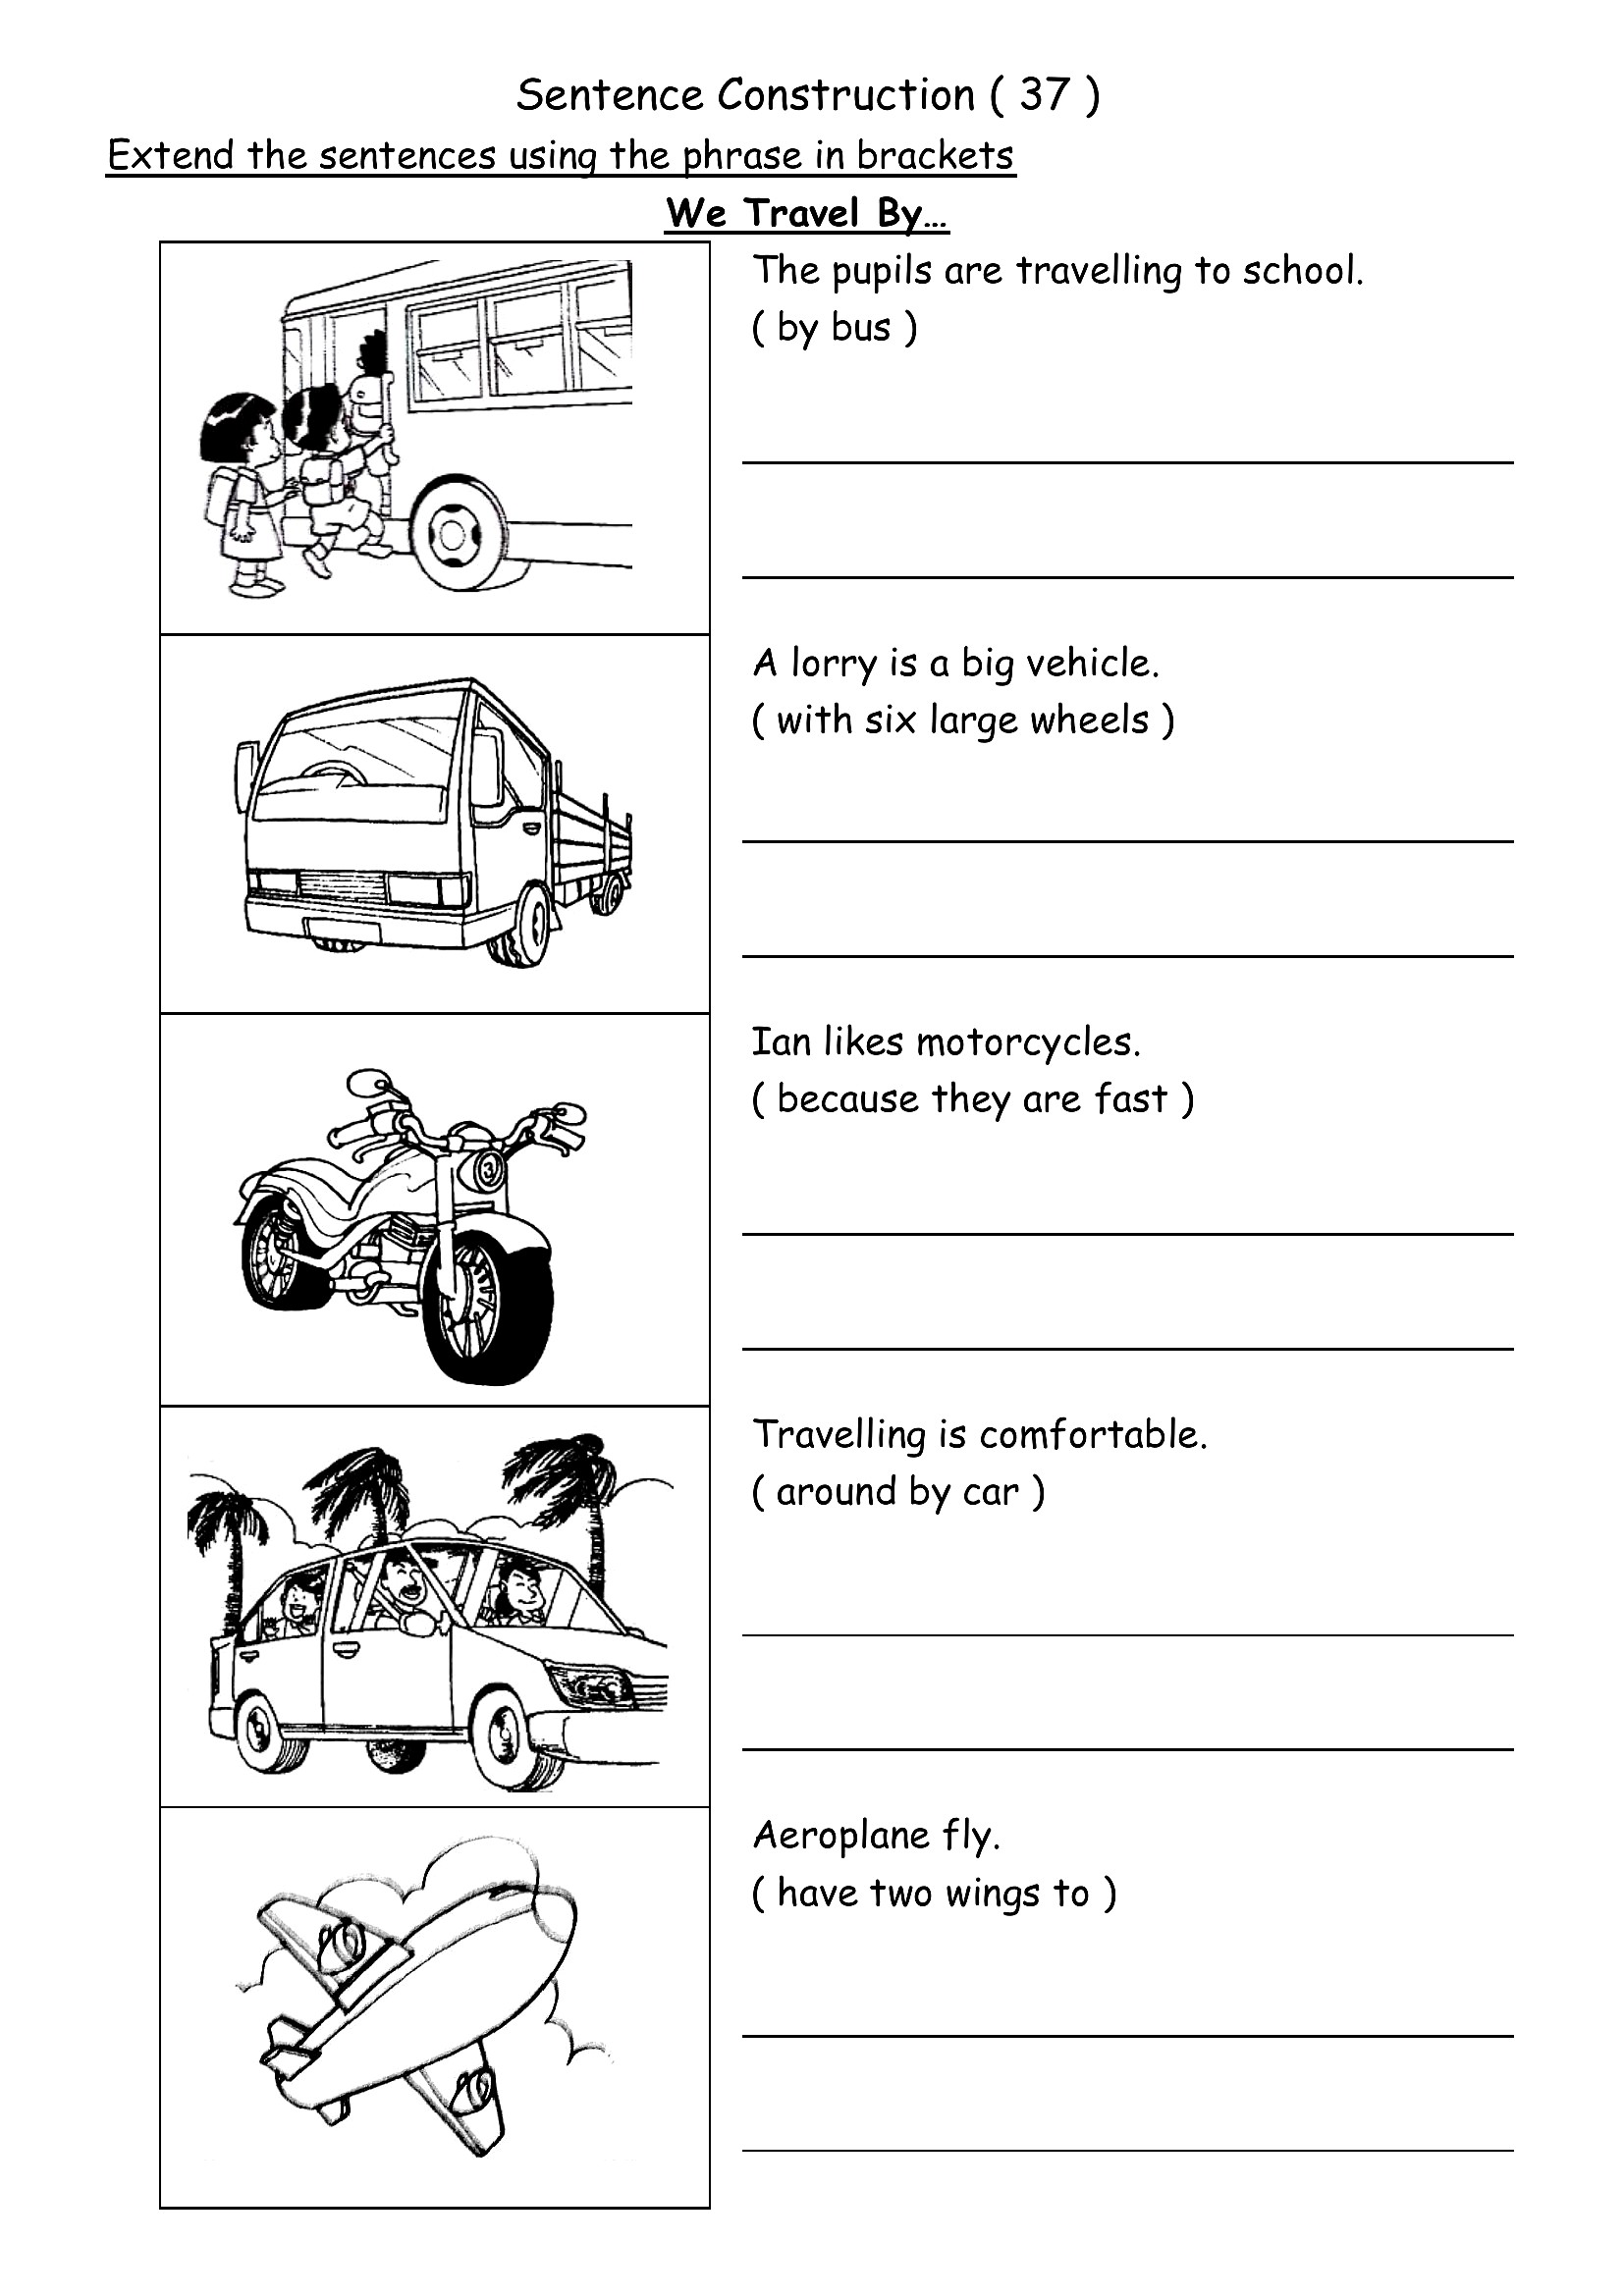 Sentence Construction ( 37 )
Extend the sentences using the phrase in brackets
We Travel By...
The pupils are travelling to school.
( by bus )
A lorry is a big vehicle.
( with six large wheels )
Ian likes motorcycles.
( because they are fast )
3
Travelling is comfortable.
( around by car )
Aeroplane fly.
( have two wings to )